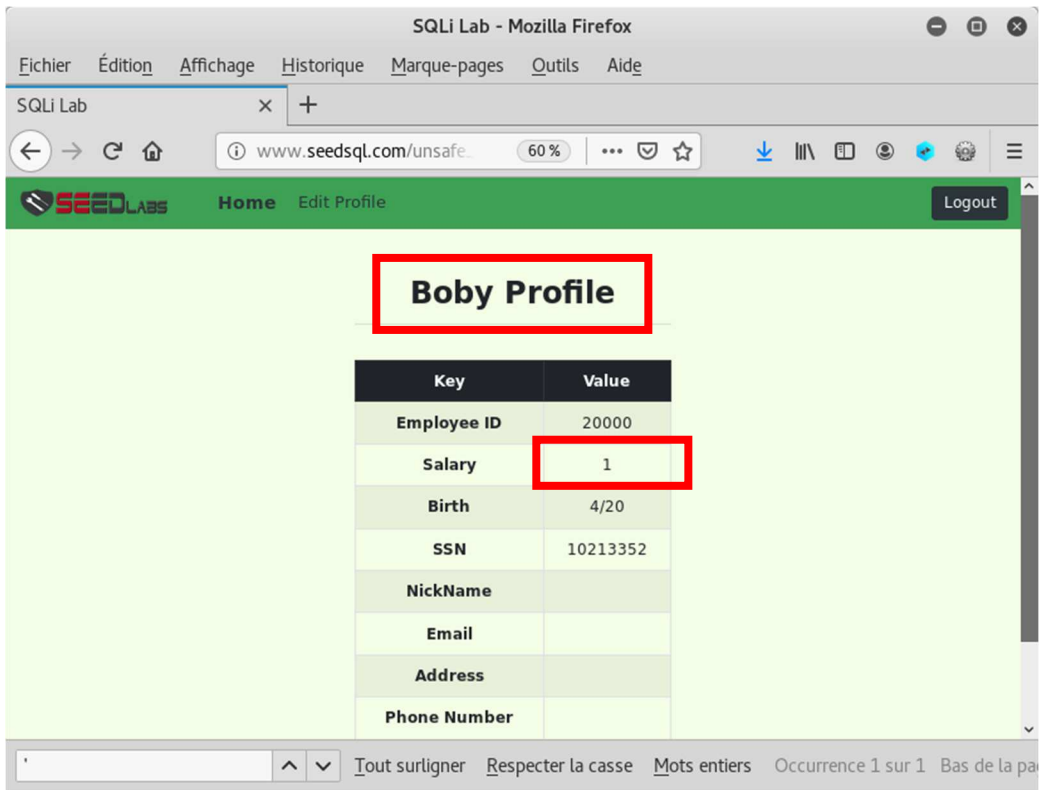 SQLi Lab - Mozilla Firefox
Fichier Édition Affichage Historique Marque-pages Outils Aide
SQLi Lab
www.seedsql.com/unsafe_ 60 %
SEEDLABS Home Edit Profile Logout
Boby Profile
Key Value
Employee ID 20000
Salary 1
Birth 4/20
SSN 10213352
NickName
Email
Address
Phone Number
' Tout surligner Respecter la casse Mots entiers Occurrence 1 sur 1 Bas de la